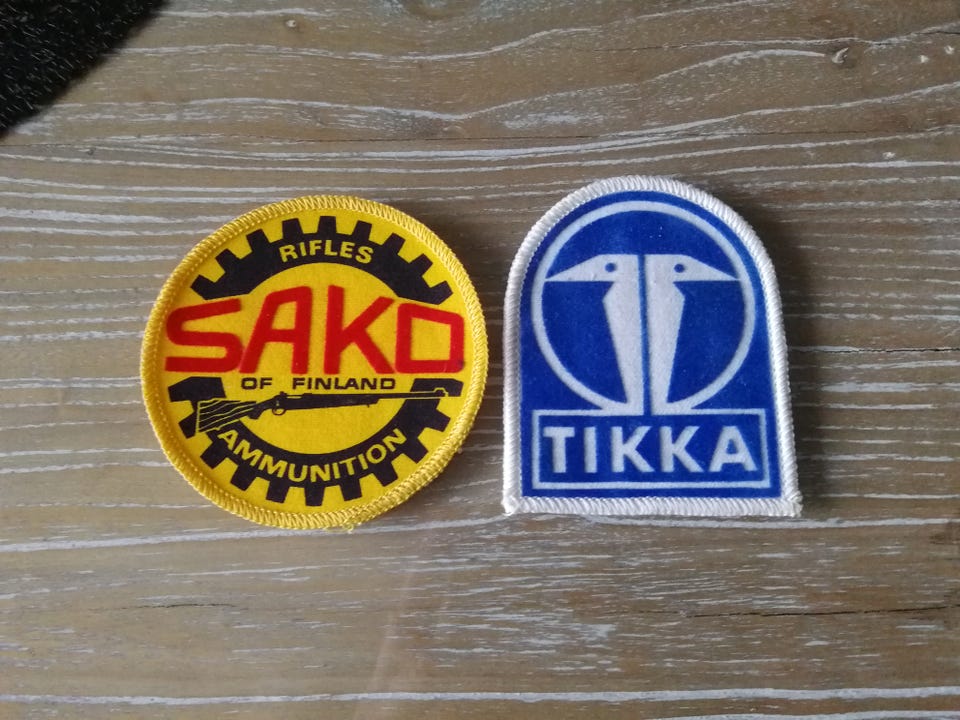 RIFLES
SAKO
OF FINLAND
AMMUNITION
TIKKA